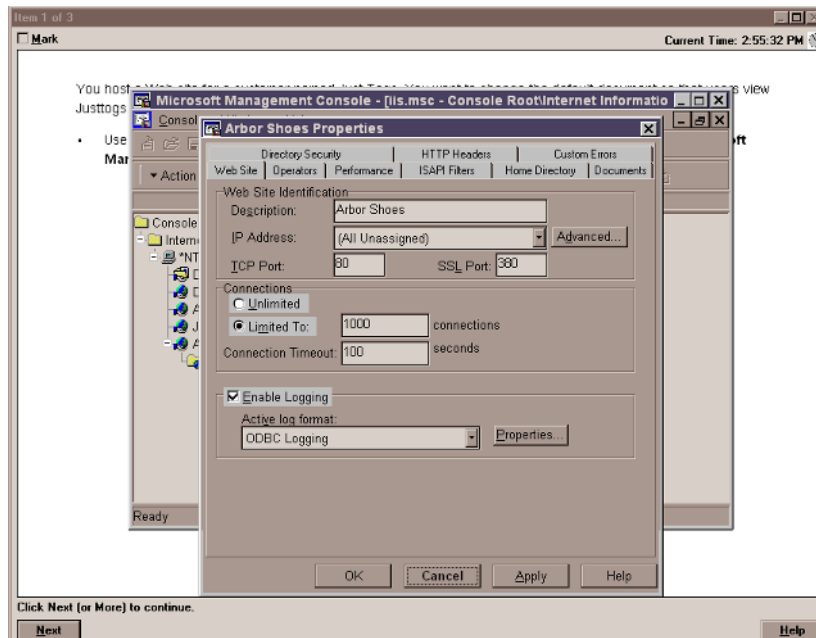 Item 1 of 3
Mark
Current Time: 2:55:32 PM
You host
s view
Justtogs
Use
Microsoft Management Console - [iis.msc - Console Root\Internet Informatio
Arbor Shoes Properties
Directory Security HTTP Headers Custom Errors
Web Site Operators Performance ISAPI Filters Home Directory Documents
Action
Web Site Identification
Description: Arbor Shoes
IP Address: (All Unassigned) Advanced...
TCP Port: 80 SSL Port: 380
Console
Connections
Unlimited
Limited To: 1000 connections
Connection Timeout: 100 seconds
Enable Logging
Active log format:
ODBC Logging Properties...
Ready
OK Cancel Apply Help
Click Next (or More) to continue.
Next Help